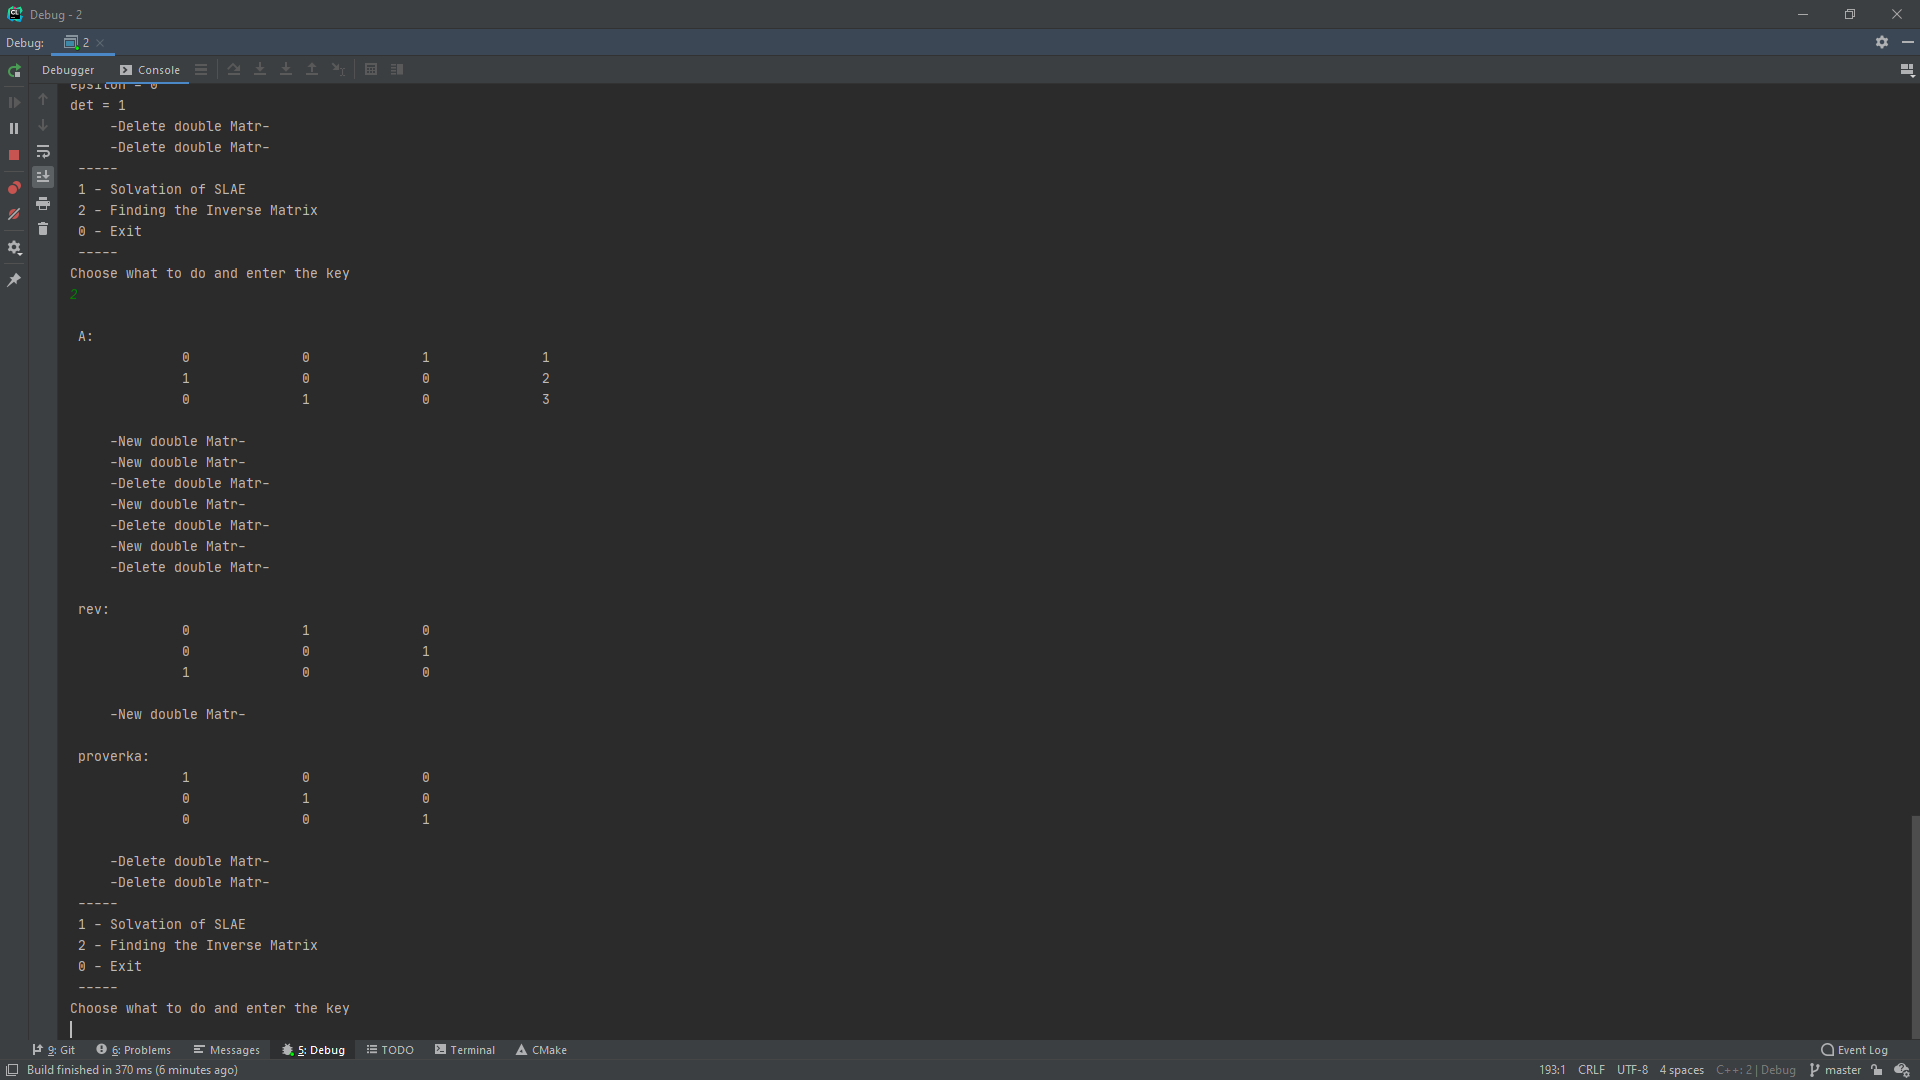 Debug - 2
Debug: 2
Debugger Console
epsilon = 0
det = 1
-Delete double Matr-
-Delete double Matr-
-----
1 - Solvation of SLAE
2 - Finding the Inverse Matrix
0 - Exit
-----
Choose what to do and enter the key
2
A:
0 0 1 1
1 0 0 2
0 1 0 3
-New double Matr-
-New double Matr-
-Delete double Matr-
-New double Matr-
-Delete double Matr-
-New double Matr-
-Delete double Matr-
rev:
0 1 0
0 0 1
1 0 0
-New double Matr-
proverka:
1 0 0
0 1 0
0 0 1
-Delete double Matr-
-Delete double Matr-
-----
1 - Solvation of SLAE
2 - Finding the Inverse Matrix
0 - Exit
-----
Choose what to do and enter the key
9: Git 6: Problems Messages 5: Debug TODO Terminal CMake Event Log
Build finished in 370 ms (6 minutes ago) 193:1 CRLF UTF-8 4 spaces C++: 2 | Debug master